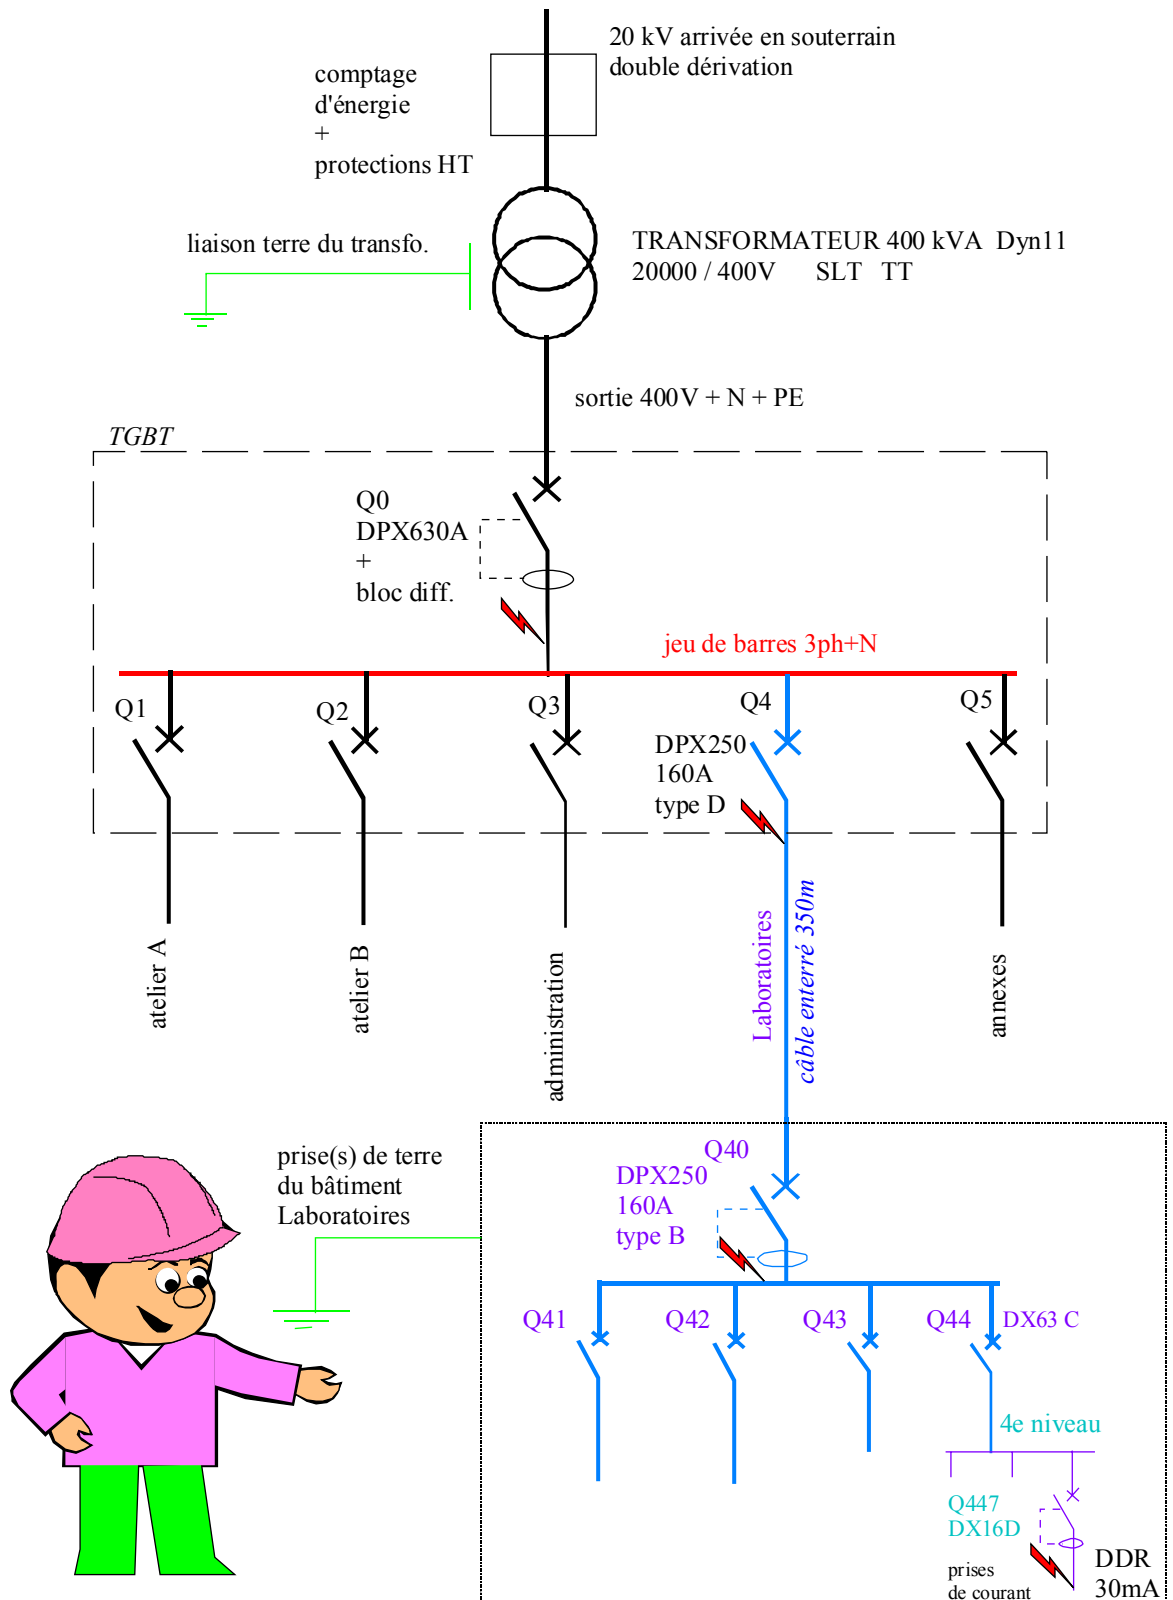 20 kV arrivée en souterrain
double dérivation
comptage
d'énergie
+
protections HT
liaison terre du transfo.
TRANSFORMATEUR 400 kVA Dyn11
20000 / 400V SLT TT
sortie 400V + N + PE
TGBT
Q0
DPX630A
+
bloc diff.
jeu de barres 3ph+N
Q1
Q2
Q3
Q4
Q5
DPX250
160A
type D
atelier A
atelier B
administration
Laboratoires
câble enterré 350m
annexes
prise(s) de terre
du bâtiment
Laboratoires
Q40
DPX250
160A
type B
Q41
Q42
Q43
Q44
DX63 C
4e niveau
Q447
DX16D
prises
de courant
DDR
30mA